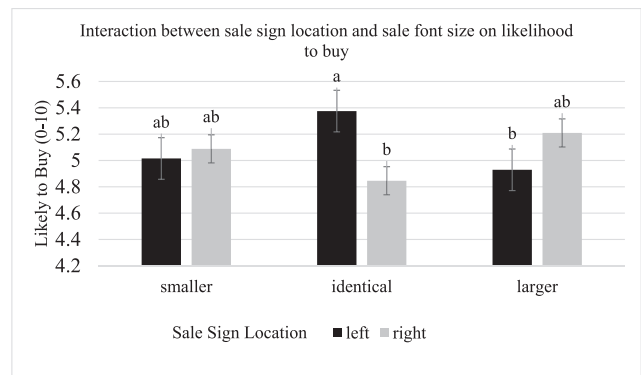 Interaction between sale sign location and sale font size on likelihood
to buy
Likely to Buy (0-10)
5.6
5.4
5.2
5
4.8
4.6
4.4
4.2
ab ab a b b ab
smaller identical larger
Sale Sign Location left right